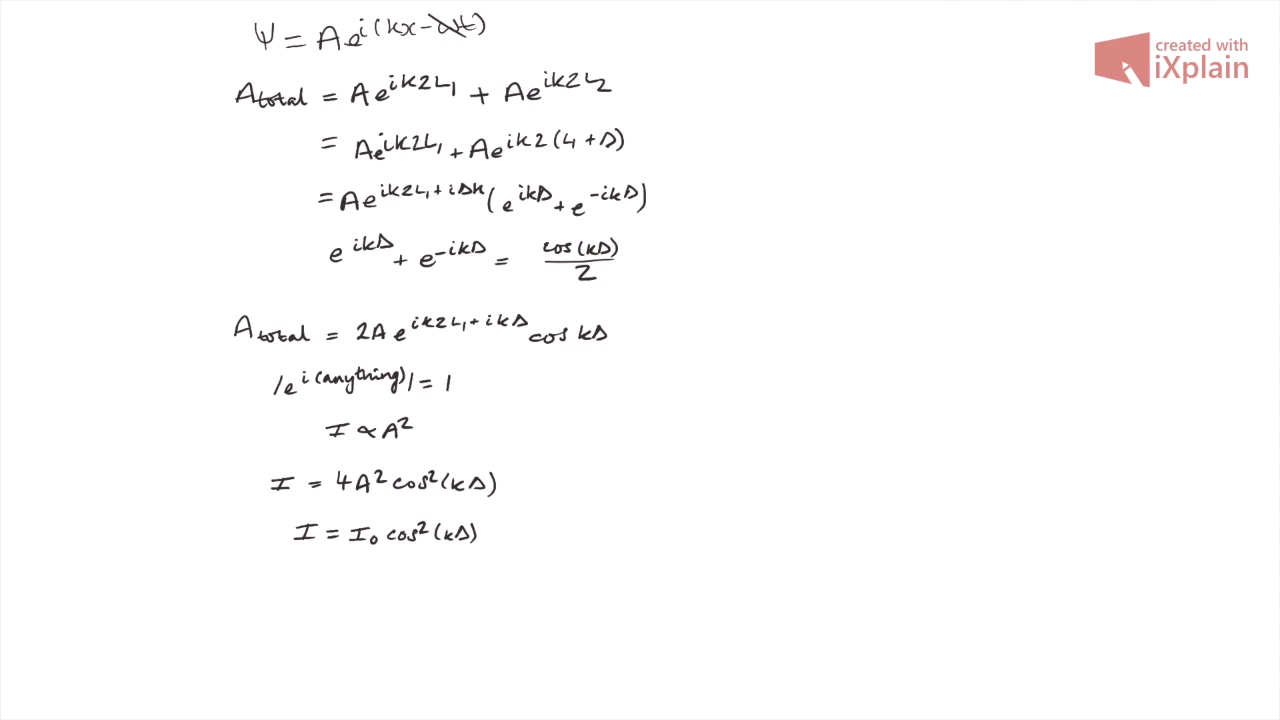 Ψ = Ae^{i(kx-ωt)}
A_total = Ae^{ik2L₁} + Ae^{ik2L₂}
= Ae^{ik2L₁} + Ae^{ik2(L₁+Δ)}
= Ae^{ik2L₁+iΔk}(e^{ikΔ} + e^{-ikΔ})
e^{ikΔ} + e^{-ikΔ} = cos(kΔ)/2
A_total = 2Ae^{ik2L₁+ikΔ} cos kΔ
|e^{i(anything)}| = 1
I ∝ A²
I = 4A² cos²(kΔ)
I = I₀ cos²(kΔ)
created with
iXplain